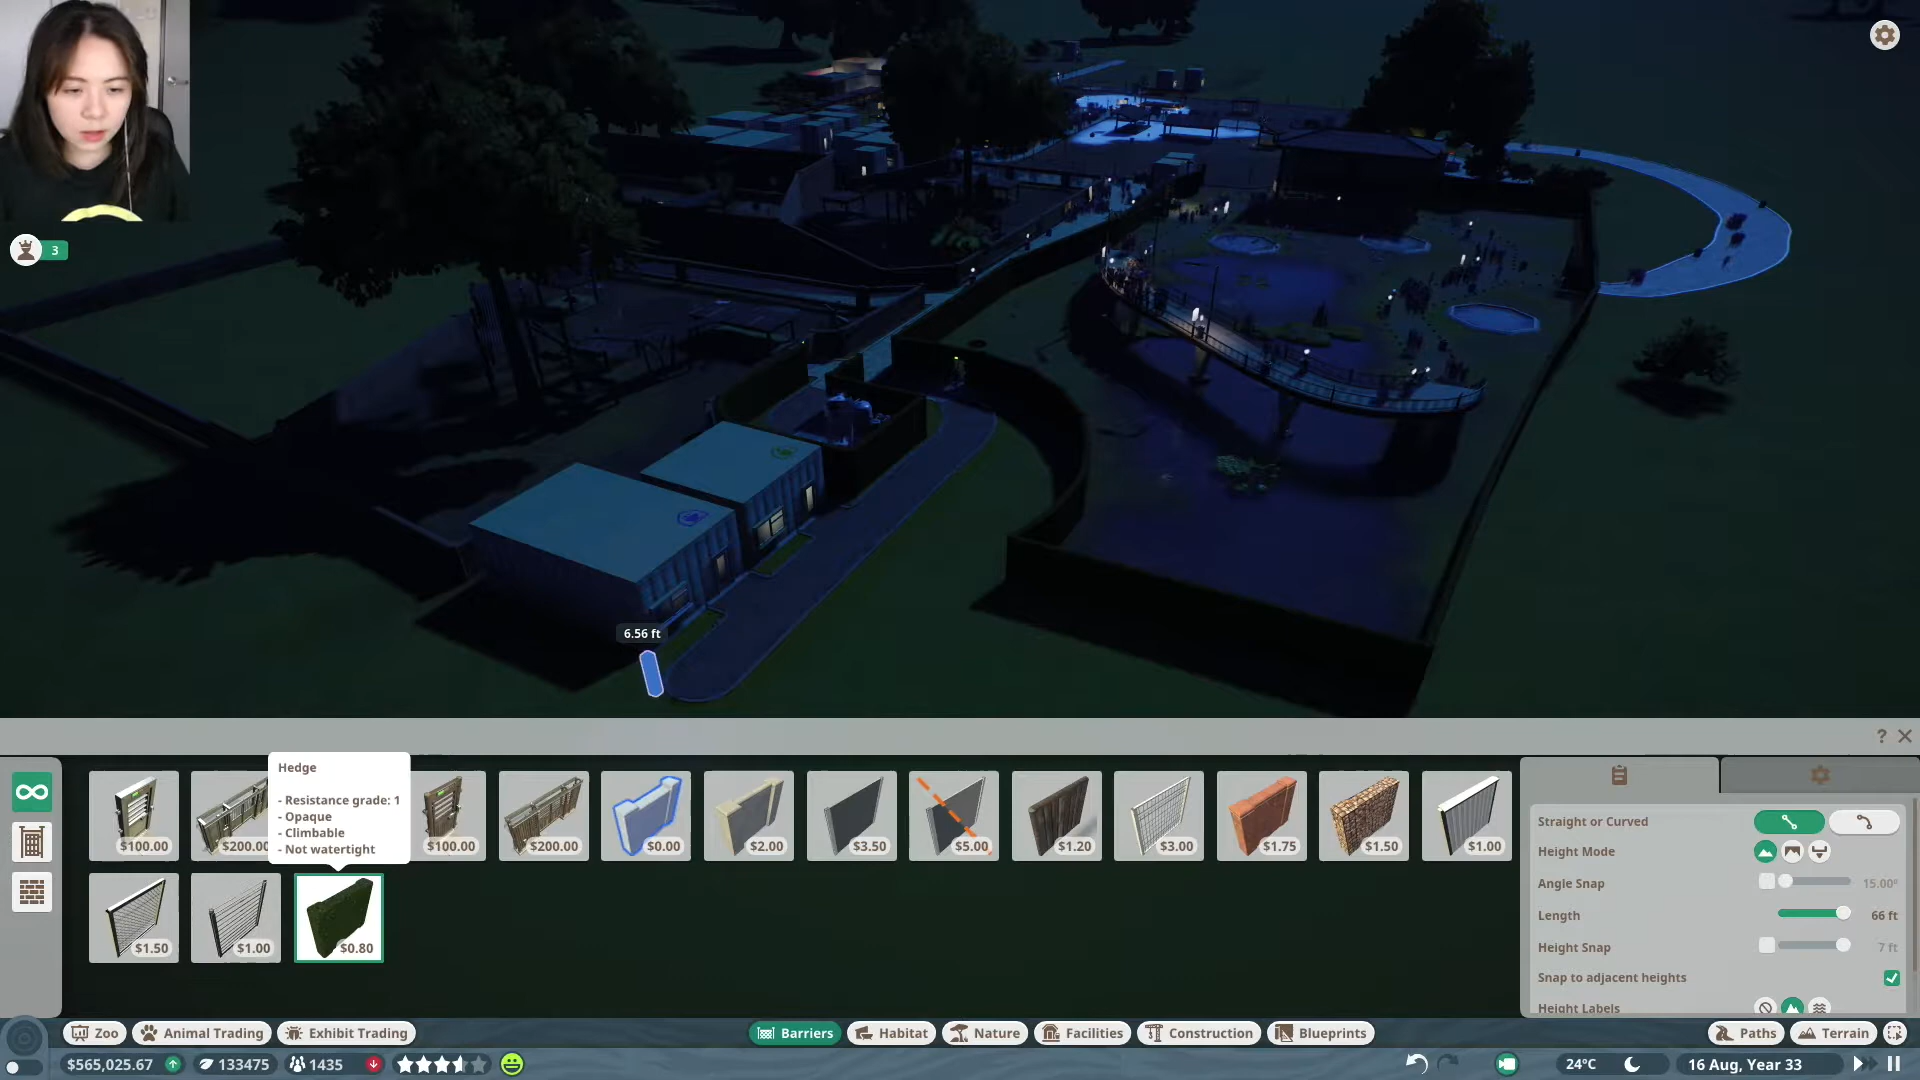 3
6.56 ft
Hedge
- Resistance grade: 1
- Opaque
- Climbable
- Not watertight
$100.00
$200.00
$100.00
$200.00
$0.00
$2.00
$3.50
$5.00
$1.20
$3.00
$1.75
$1.50
$1.00
$1.50
$1.00
$0.80
?
Straight or Curved
Height Mode
Angle Snap
15.00º
Length
66 ft
Height Snap
7 ft
Snap to adjacent heights
Height Labels
Zoo
Animal Trading
Exhibit Trading
Barriers
Habitat
Nature
Facilities
Construction
Blueprints
Paths
Terrain
$565,025.67
133475
1435
24ºC
16 Aug, Year 33